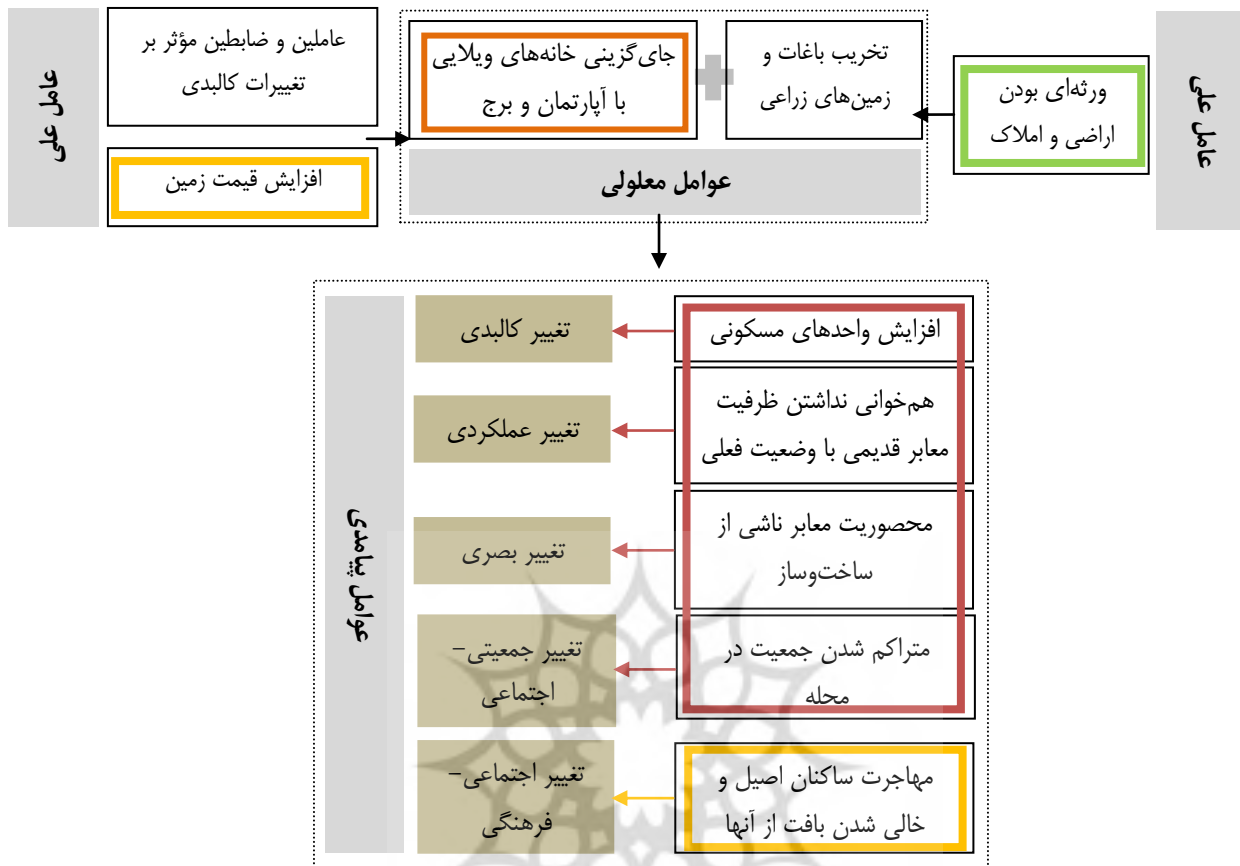 عامل علی
ورثه‌ای بودن
اراضی و املاک
تخریب باغات و
زمین‌های زراعی
جای‌گزینی خانه‌های ویلایی
با آپارتمان و برج
عوامل معلولی
عاملین و ضابطین مؤثر بر
تغییرات کالبدی
افزایش قیمت زمین
عامل علی
افزایش واحدهای مسکونی
تغییر کالبدی
هم‌خوانی نداشتن ظرفیت
معابر قدیمی با وضعیت فعلی
تغییر عملکردی
محصوریت معابر ناشی از
ساخت‌وساز
تغییر بصری
متراکم شدن جمعیت در
محله
تغییر جمعیتی-
اجتماعی
مهاجرت ساکنان اصیل و
خالی شدن بافت از آنها
تغییر اجتماعی-
فرهنگی
عوامل پیامدی